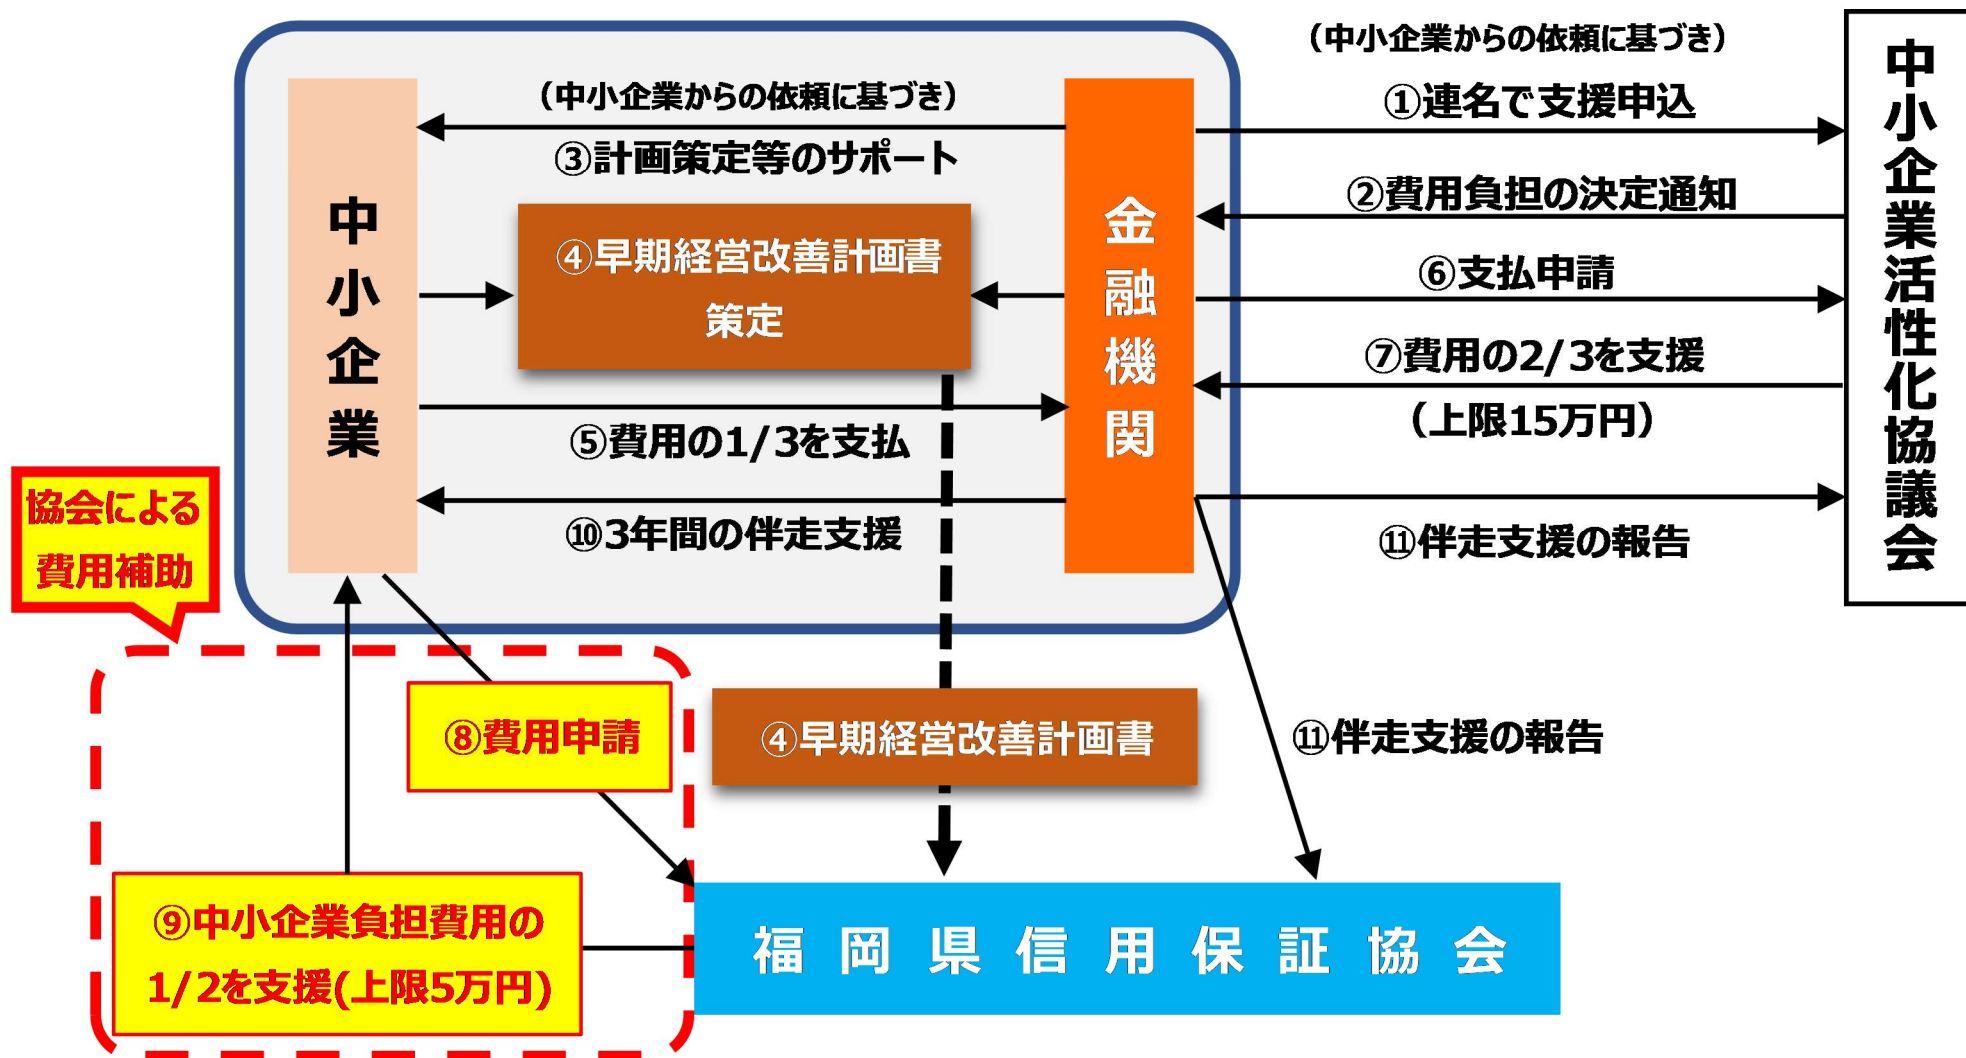 (中小企業からの依頼に基づき)
①連名で支援申込
②費用負担の決定通知
⑥支払申請
⑦費用の2/3を支援
(上限15万円)
⑪伴走支援の報告
中小企業活性化協議会
(中小企業からの依頼に基づき)
③計画策定等のサポート
中小企業
④早期経営改善計画書
策定
金融機関
⑤費用の1/3を支払
⑩3年間の伴走支援
協会による
費用補助
⑧費用申請
④早期経営改善計画書
⑪伴走支援の報告
⑨中小企業負担費用の
1/2を支援(上限5万円)
福岡県信用保証協会